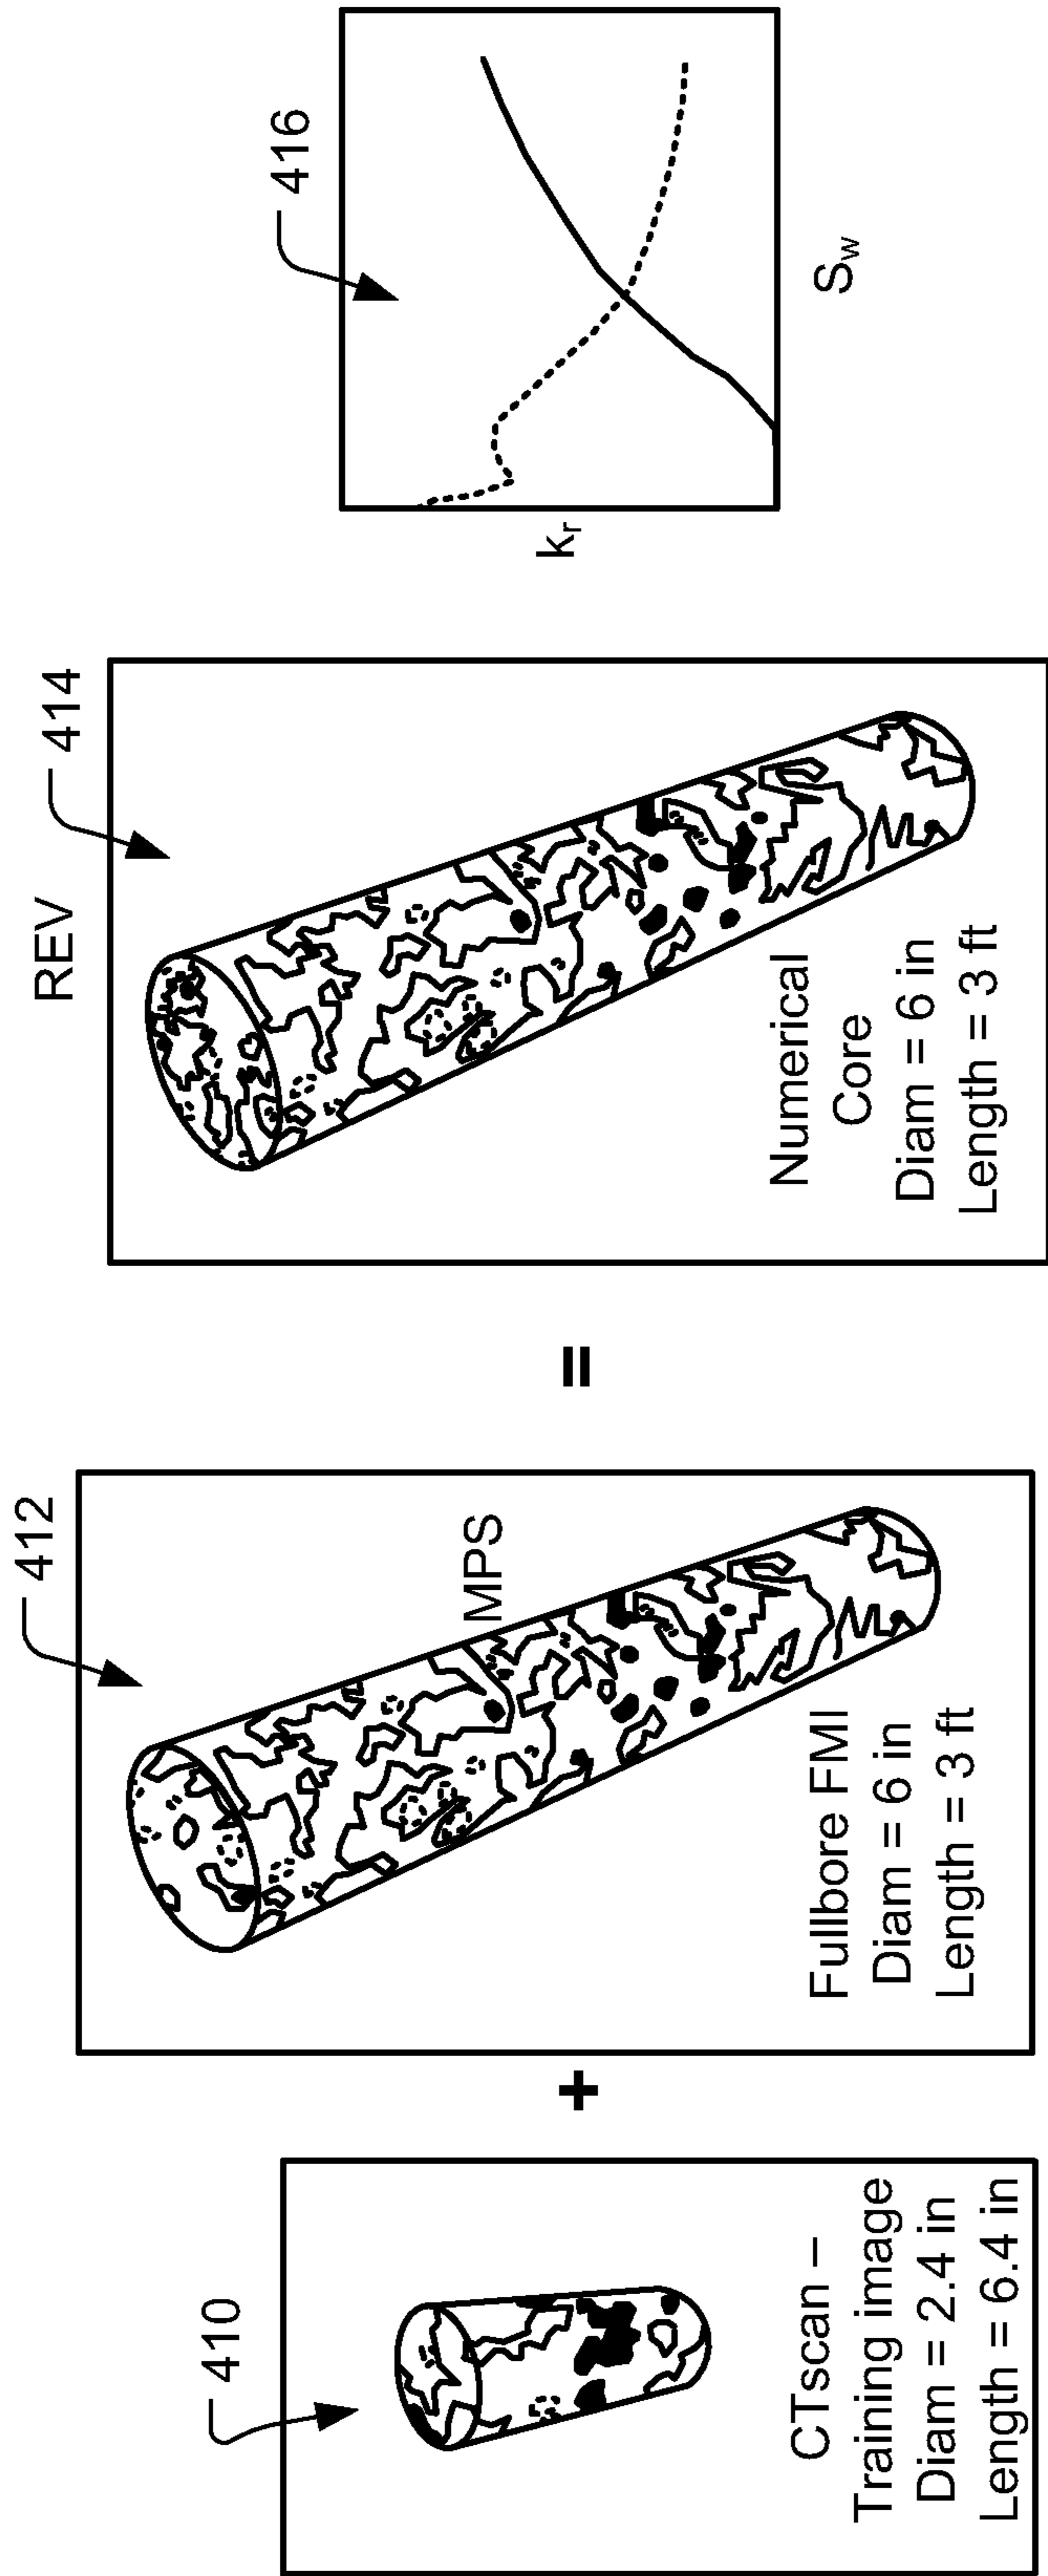 410
CTscan –
Training image
Diam = 2.4 in
Length = 6.4 in
+
412
MPS
Fullbore FMI
Diam = 6 in
Length = 3 ft
=
REV
414
Numerical
Core
Diam = 6 in
Length = 3 ft
416
kr
Sw